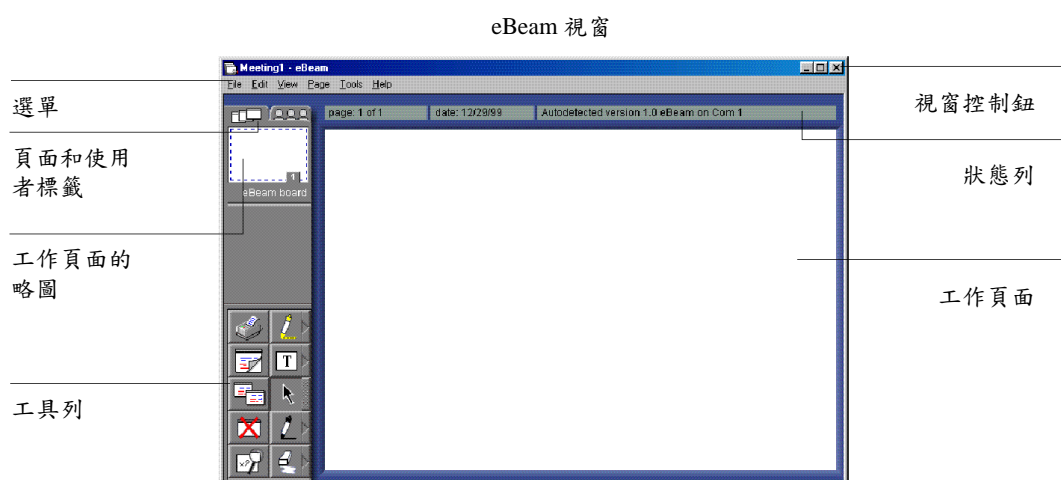 eBeam 視窗
Meeting1 - eBeam
File Edit View Page Tools Help
page: 1 of 1
date: 12/29/99
Autodetected version 1.0 eBeam on Com 1
1
eBeam board
T
選單
頁面和使用
者標籤
工作頁面的
略圖
工具列
視窗控制鈕
狀態列
工作頁面